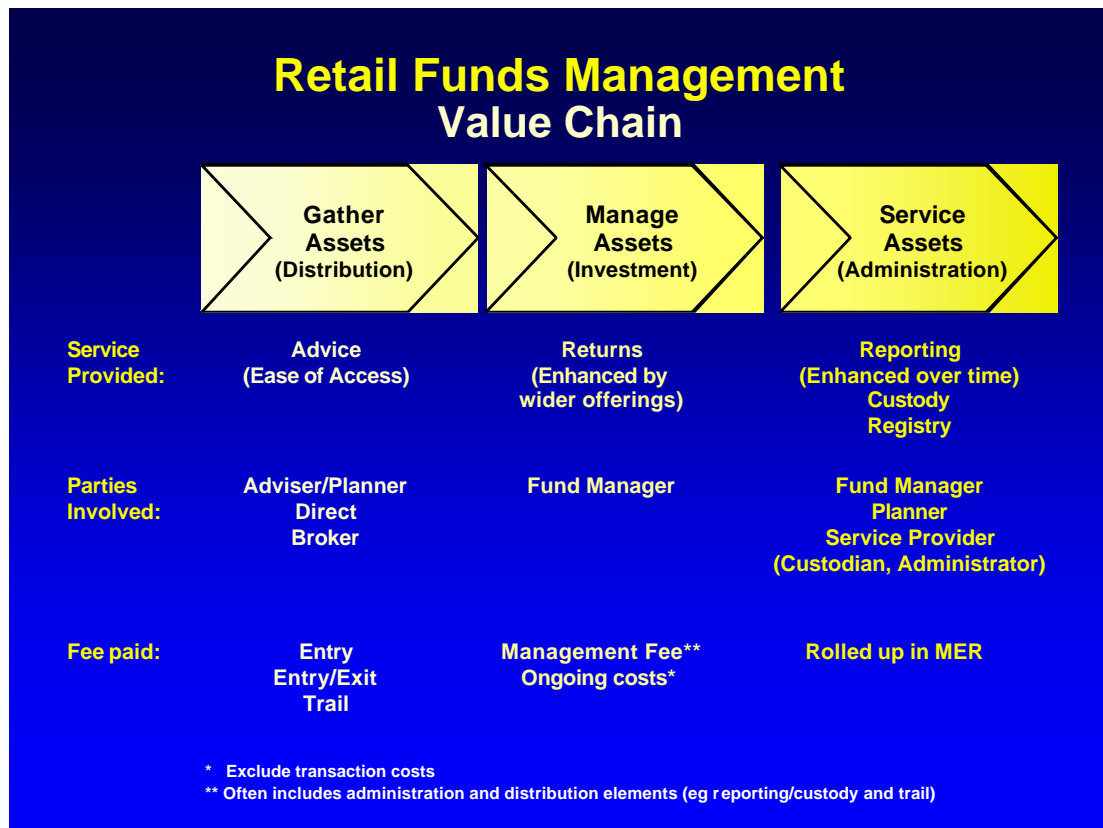 Retail Funds Management
Value Chain
Gather
Assets
(Distribution)
Manage
Assets
(Investment)
Service
Assets
(Administration)
Service
Provided:
Advice
(Ease of Access)
Returns
(Enhanced by
wider offerings)
Reporting
(Enhanced over time)
Custody
Registry
Parties
Involved:
Adviser/Planner
Direct
Broker
Fund Manager
Fund Manager
Planner
Service Provider
(Custodian, Administrator)
Fee paid:
Entry
Entry/Exit
Trail
Management Fee**
Ongoing costs*
Rolled up in MER
* Exclude transaction costs
** Often includes administration and distribution elements (eg reporting/custody and trail)